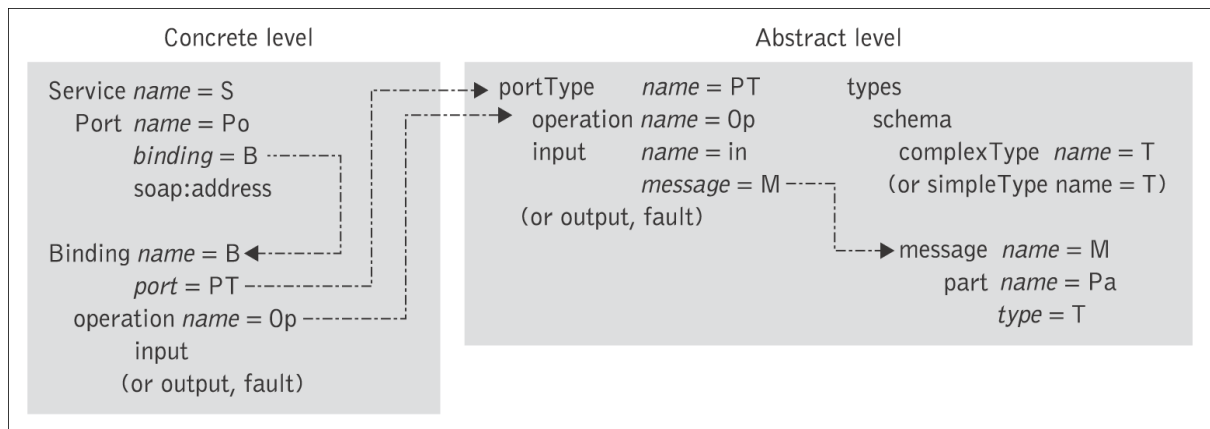 Concrete level
Service name = S
Port name = Po
binding = B
soap:address
Binding name = B
port = PT
operation name = Op
input
(or output, fault)
Abstract level
portType name = PT
operation name = Op
input name = in
message = M
(or output, fault)
types
schema
complexType name = T
(or simpleType name = T)
message name = M
part name = Pa
type = T